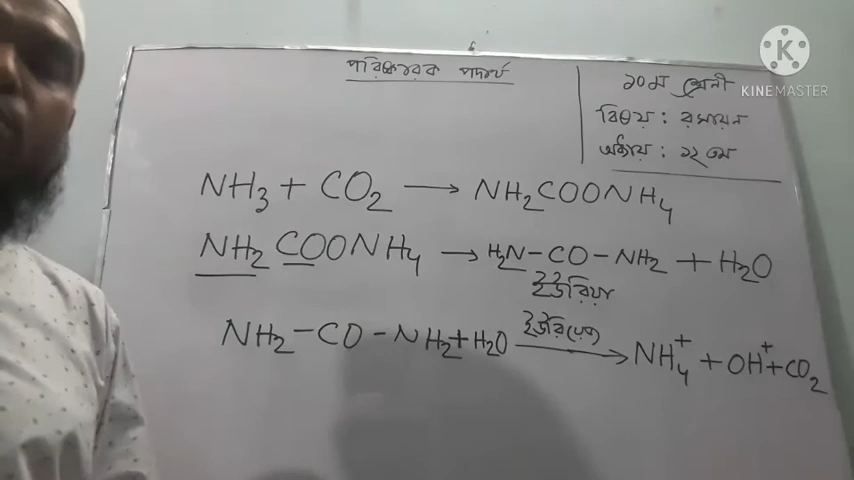 পরিষ্কারক পদার্থ
১০ম শ্রেনী
বিষয় : রসায়ন
অধ্যায় : ১২তম
NH₃ + CO₂ → NH₂COONH₄
NH₂COONH₄ → H₂N-CO-NH₂ + H₂O
ইউরিয়া
ইউরিয়েজ
NH₂-CO-NH₂+H₂O → NH₄⁺ + OH⁺+CO₂
K
KINEMASTER